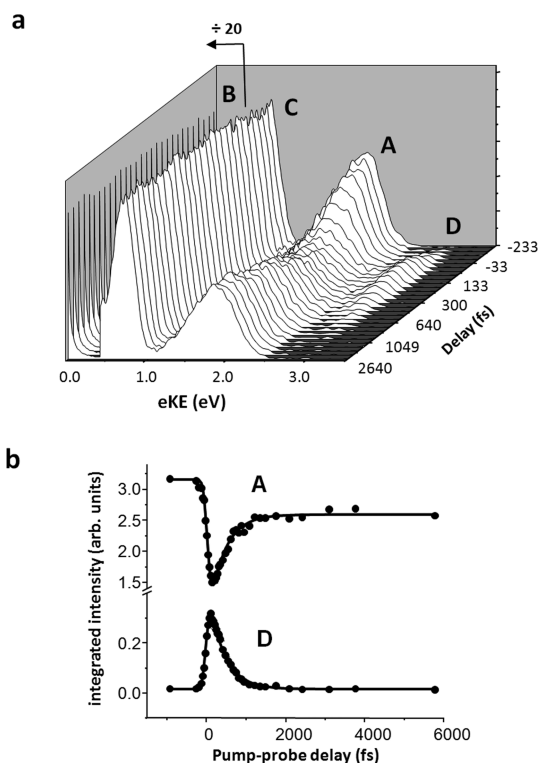 a
÷ 20
B
C
A
D
-233
-33
133
300
640
1049
2640
Delay (fs)
0.0 1.0 2.0 3.0
eKE (eV)
b
A
3.0
2.5
2.0
1.5
D
0.2
0.0
integrated intensity (arb. units)
0 2000 4000 6000
Pump-probe delay (fs)